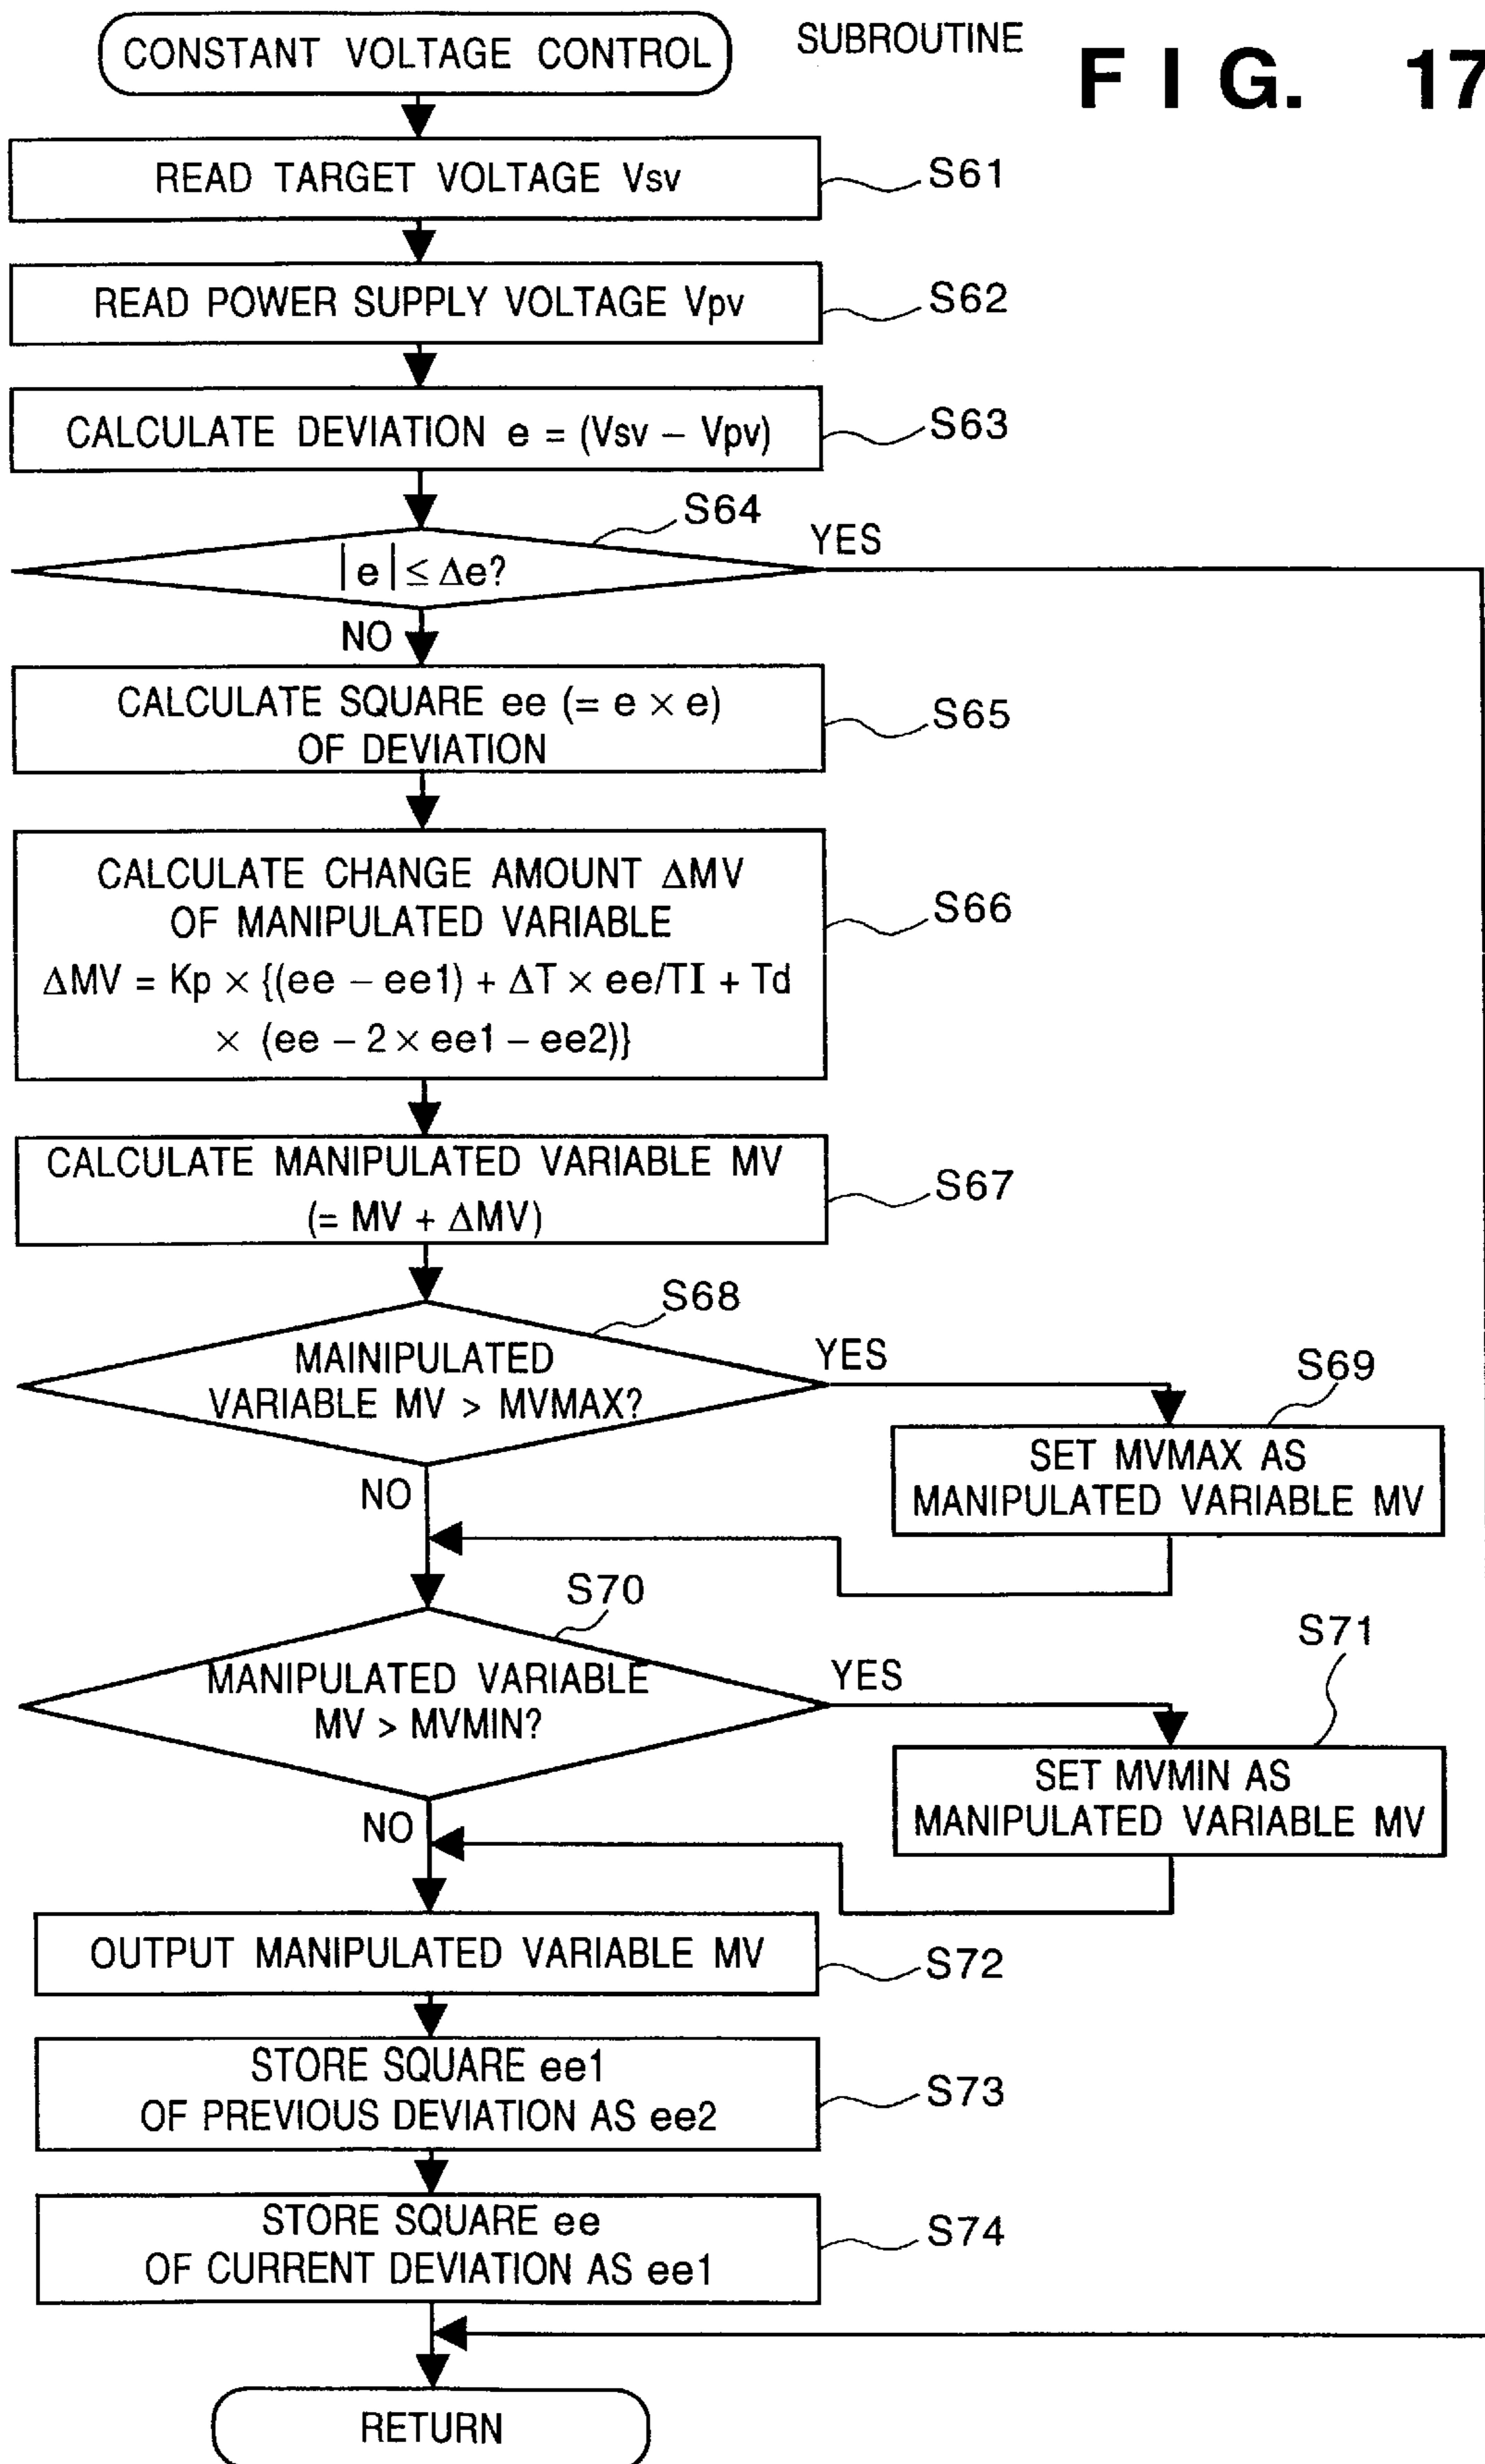 CONSTANT VOLTAGE CONTROL
SUBROUTINE
FIG. 17
READ TARGET VOLTAGE Vsv
S61
READ POWER SUPPLY VOLTAGE Vpv
S62
CALCULATE DEVIATION e = (Vsv – Vpv)
S63
S64
|e| ≤ Δe?
YES
NO
CALCULATE SQUARE ee (= e × e)
OF DEVIATION
S65
CALCULATE CHANGE AMOUNT ΔMV
OF MANIPULATED VARIABLE
ΔMV = Kp × {(ee – ee1) + ΔT × ee/TI + Td
× (ee – 2 × ee1 – ee2)}
S66
CALCULATE MANIPULATED VARIABLE MV
(= MV + ΔMV)
S67
S68
MAINIPULATED
VARIABLE MV > MVMAX?
YES
NO
S69
SET MVMAX AS
MANIPULATED VARIABLE MV
S70
MANIPULATED VARIABLE
MV > MVMIN?
YES
NO
S71
SET MVMIN AS
MANIPULATED VARIABLE MV
OUTPUT MANIPULATED VARIABLE MV
S72
STORE SQUARE ee1
OF PREVIOUS DEVIATION AS ee2
S73
STORE SQUARE ee
OF CURRENT DEVIATION AS ee1
S74
RETURN